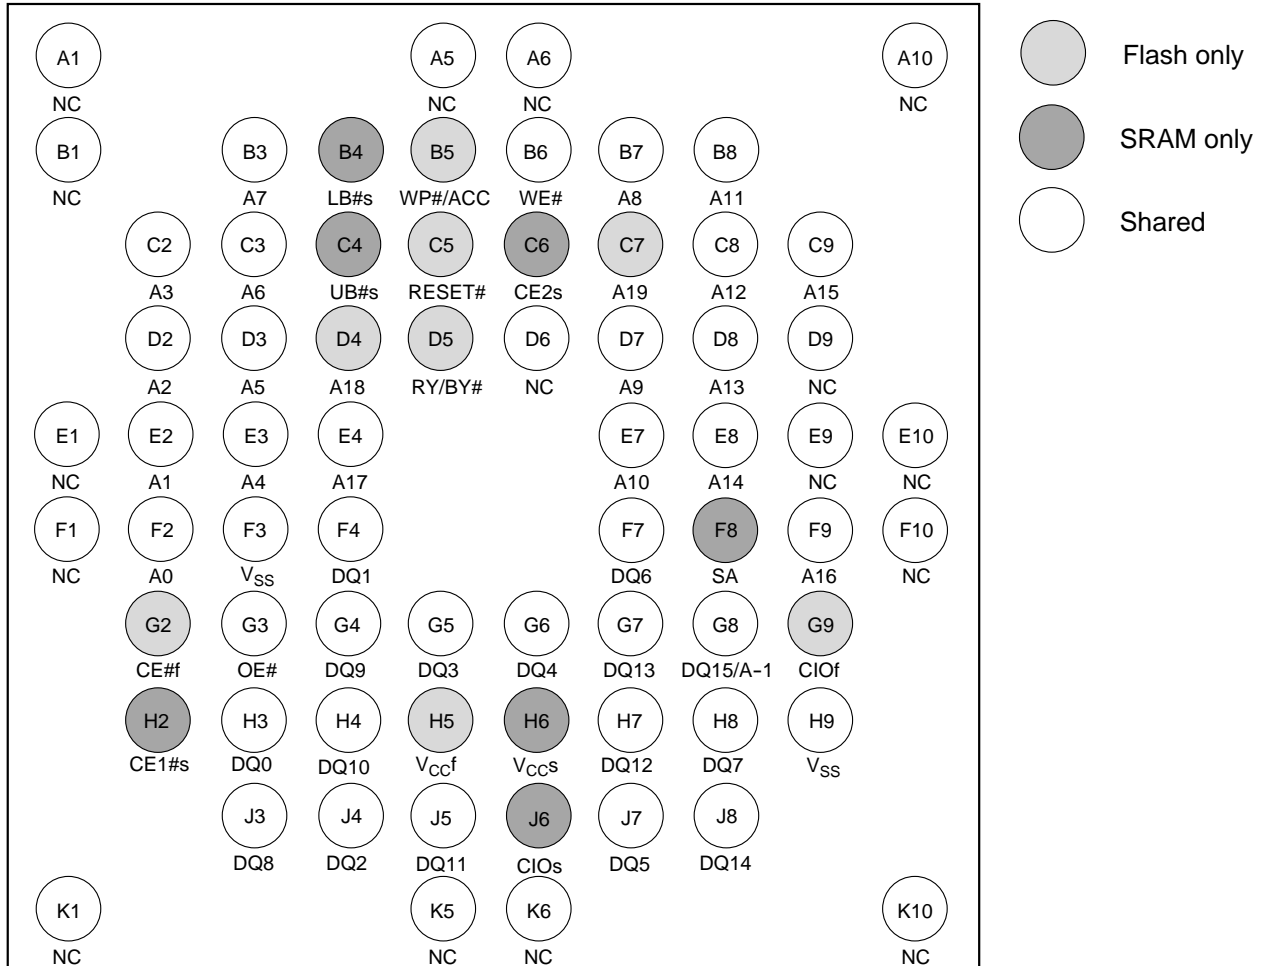 A1 A5 A6 A10 Flash only
NC NC NC NC
B1 B3 B4 B5 B6 B7 B8 SRAM only
NC A7 LB#s WP#/ACC WE# A8 A11
C2 C3 C4 C5 C6 C7 C8 C9 Shared
A3 A6 UB#s RESET# CE2s A19 A12 A15
D2 D3 D4 D5 D6 D7 D8 D9
A2 A5 A18 RY/BY# NC A9 A13 NC
E1 E2 E3 E4 E7 E8 E9 E10
NC A1 A4 A17 A10 A14 NC NC
F1 F2 F3 F4 F7 F8 F9 F10
NC A0 VSS DQ1 DQ6 SA A16 NC
G2 G3 G4 G5 G6 G7 G8 G9
CE#f OE# DQ9 DQ3 DQ4 DQ13 DQ15/A-1 CIOf
H2 H3 H4 H5 H6 H7 H8 H9
CE1#s DQ0 DQ10 VCCf VCCs DQ12 DQ7 VSS
J3 J4 J5 J6 J7 J8
DQ8 DQ2 DQ11 CIOs DQ5 DQ14
K1 K5 K6 K10
NC NC NC NC